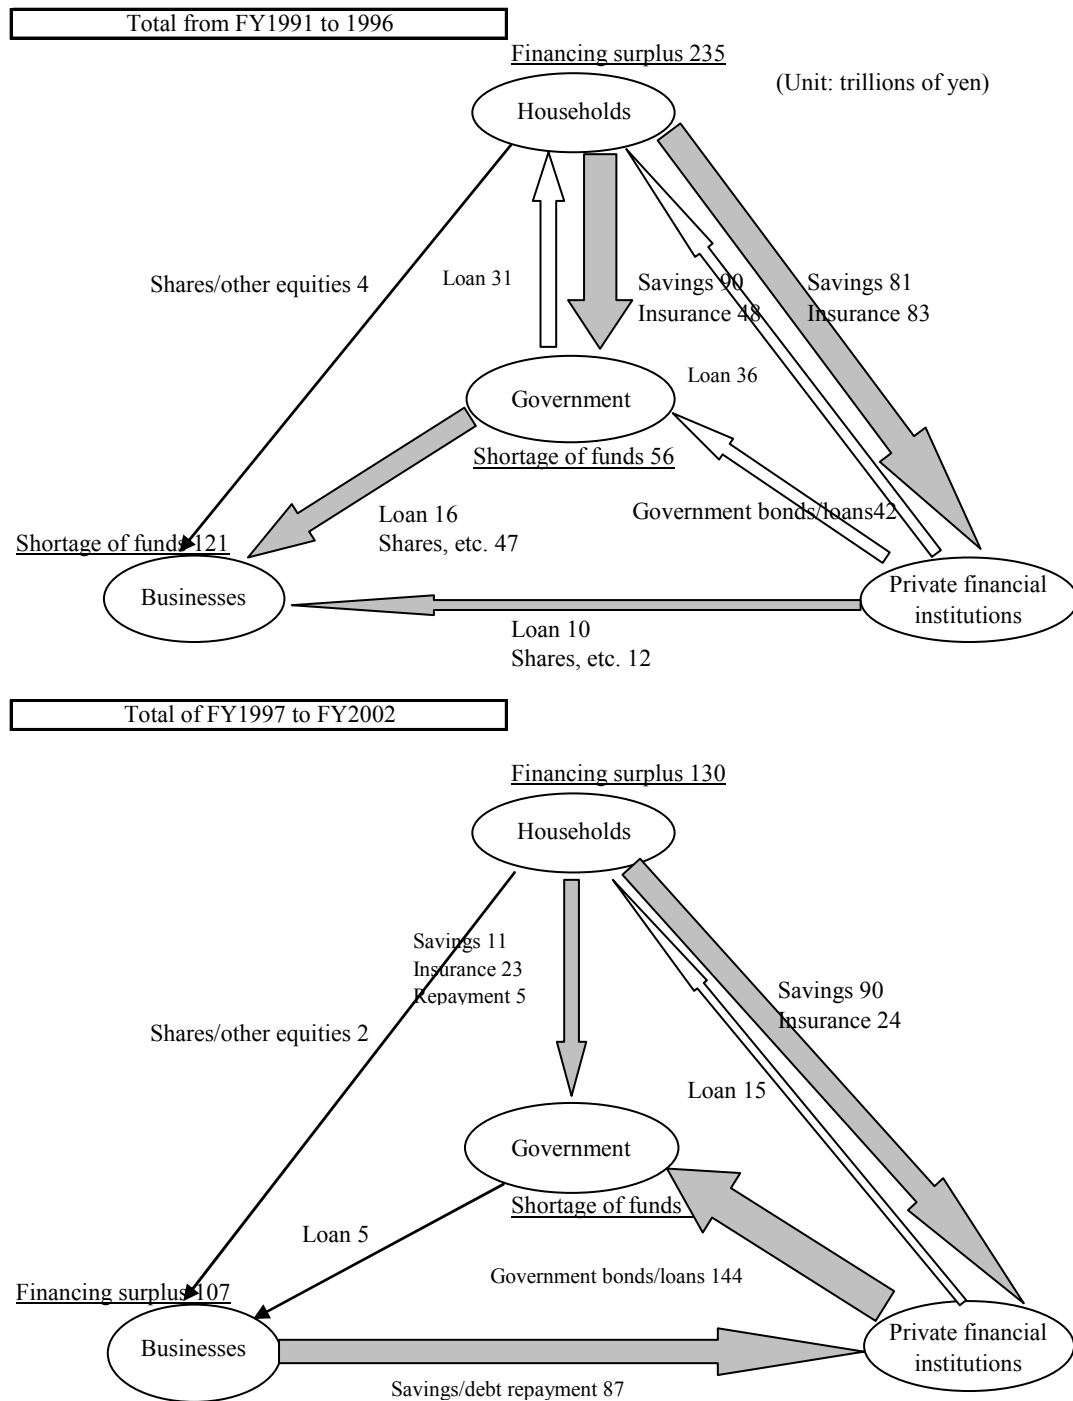 Total from FY1991 to 1996
Financing surplus 235
(Unit: trillions of yen)
Households
Shares/other equities 4
Loan 31
Savings 90
Insurance 48
Savings 81
Insurance 83
Loan 36
Government
Shortage of funds 56
Loan 16
Shares, etc. 47
Government bonds/loans42
Shortage of funds 121
Businesses
Private financial
institutions
Loan 10
Shares, etc. 12
Total of FY1997 to FY2002
Financing surplus 130
Households
Savings 11
Insurance 23
Repayment 5
Savings 90
Insurance 24
Shares/other equities 2
Loan 15
Government
Shortage of funds
Loan 5
Government bonds/loans 144
Financing surplus 107
Businesses
Private financial
institutions
Savings/debt repayment 87